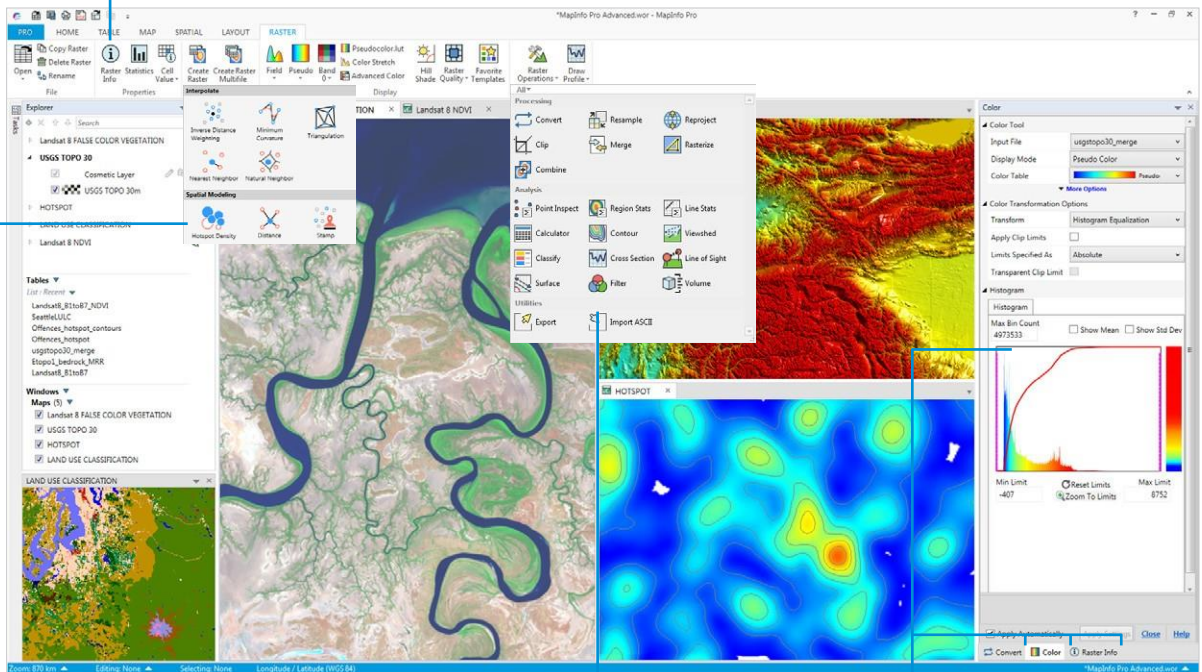 *MapInfo Pro Advanced.wor - MapInfo Pro
PRO HOME TABLE MAP SPATIAL LAYOUT RASTER
Open
Copy Raster
Delete Raster
Rename
File
Raster Info
Statistics
Cell Value
Properties
Create Raster
Create Raster Multifile
Field
Pseudo
Band 0
Pseudocolor.lut
Color Stretch
Advanced Color
Hill Shade
Raster Quality
Favorite Templates
Display
Raster Operations
Draw Profile
Tasks
Explorer
Search
Landsat 8 FALSE COLOR VEGETATION
USGS TOPO 30
Cosmetic Layer
USGS TOPO 30m
HOTSPOT
LAND USE CLASSIFICATION
Landsat 8 NDVI
Tables
List : Recent
Landsat8_B1toB7_NDVI
SeattleLULC
Offences_hotspot_contours
Offences_hotspot
usgstopo30_merge
Etopo1_bedrock_MRR
Landsat8_B1toB7
Windows
Maps (5)
Landsat 8 FALSE COLOR VEGETATION
USGS TOPO 30
HOTSPOT
LAND USE CLASSIFICATION
LAND USE CLASSIFICATION
Interpolate
Inverse Distance Weighting
Minimum Curvature
Triangulation
Nearest Neighbor
Natural Neighbor
Spatial Modeling
Hotspot Density
Distance
Stamp
TION
Landsat 8 NDVI
All
Processing
Convert Resample Reproject
Clip Merge Rasterize
Combine
Analysis
Point Inspect Region Stats Line Stats
Calculator Contour Viewshed
Classify Cross Section Line of Sight
Surface Filter Volume
Utilities
Export Import ASCII
HOTSPOT
Color
Color Tool
Input File usgstopo30_merge
Display Mode Pseudo Color
Color Table Pseudo
More Options
Color Transformation Options
Transform Histogram Equalization
Apply Clip Limits
Limits Specified As Absolute
Transparent Clip Limit
Histogram
Histogram
Max Bin Count
4973533
Show Mean Show Std Dev
Min Limit
-407
Reset Limits
Zoom To Limits
Max Limit
8752
Apply Automatically
Close Help
Convert Color Raster Info
Zoom: 870 km Editing: None Selecting: None Longitude / Latitude (WGS 84) *MapInfo Pro Advanced.wor